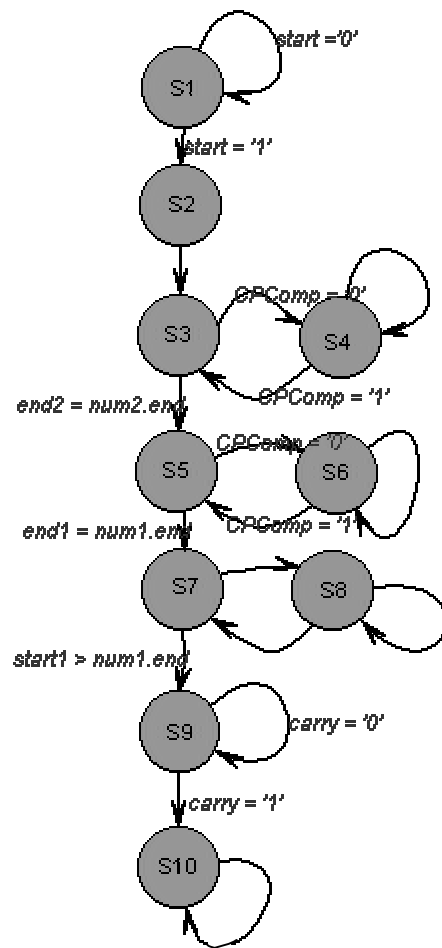 S1
start ='0'
start = '1'
S2
CPComp = '0'
S3
S4
CPComp = '1'
end2 = num2.end
CPComp = '0'
S5
S6
CPComp = '1'
end1 = num1.end
S7
S8
start1 > num1.end
S9
carry = '0'
carry = '1'
S10